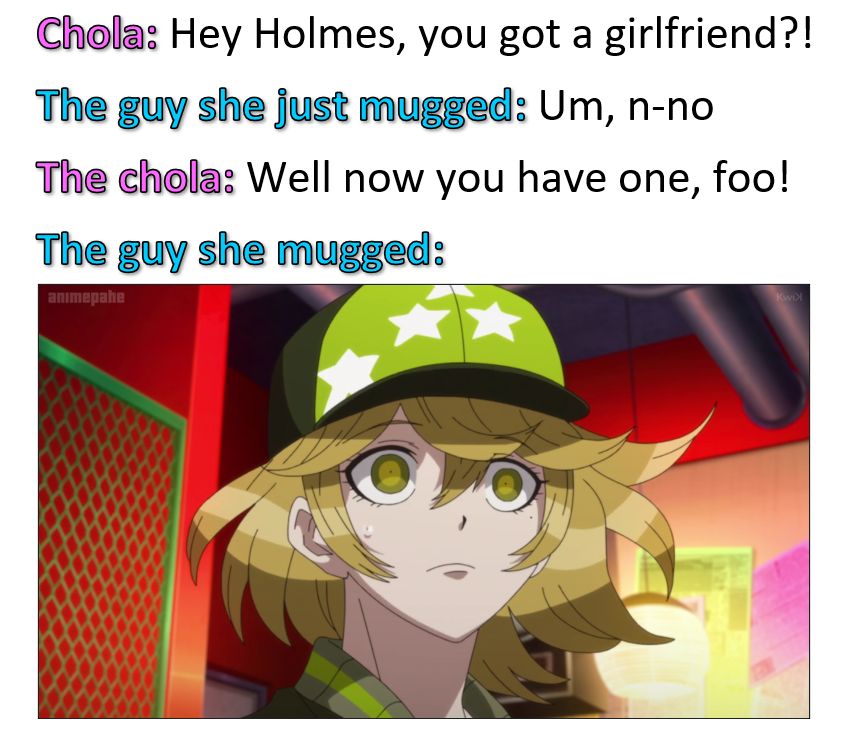 Chola: Hey Holmes, you got a girlfriend?!
The guy she just mugged: Um, n-no
The chola: Well now you have one, foo!
The guy she mugged:
animepahe
Kwik